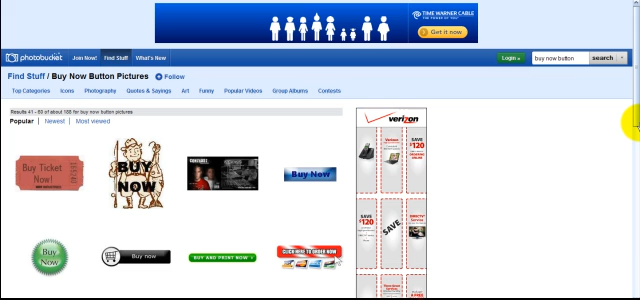 TIME WARNER CABLE
THE POWER OF YOU
Get it now
photobucket Join Now! Find Stuff What's New Login buy now button search
Find Stuff / Buy Now Button Pictures Follow
Top Categories Icons Photography Quotes & Sayings Art Funny Popular Videos Group Albums Contests
Results 41 - 60 of about 188 for buy now button pictures
Popular | Newest | Most viewed
verizon
Buy Ticket
Now!
BUY
NOW
Buy Now
SAVE
$120
SAVE
$120
SAVE
DIRECTV
Buy
Now
Buy now
BUY AND PRINT NOW
CLICK HERE TO ORDER NOW